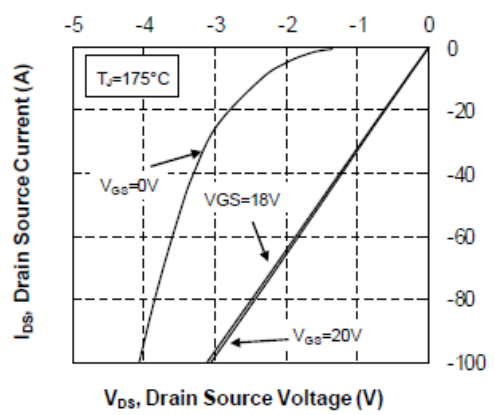 -5 -4 -3 -2 -1 0
0
TJ=175°C
-20
VGS=0V
-40
VGS=18V
-60
-80
VGS=20V
-100
IDS, Drain Source Current (A)
VDS, Drain Source Voltage (V)